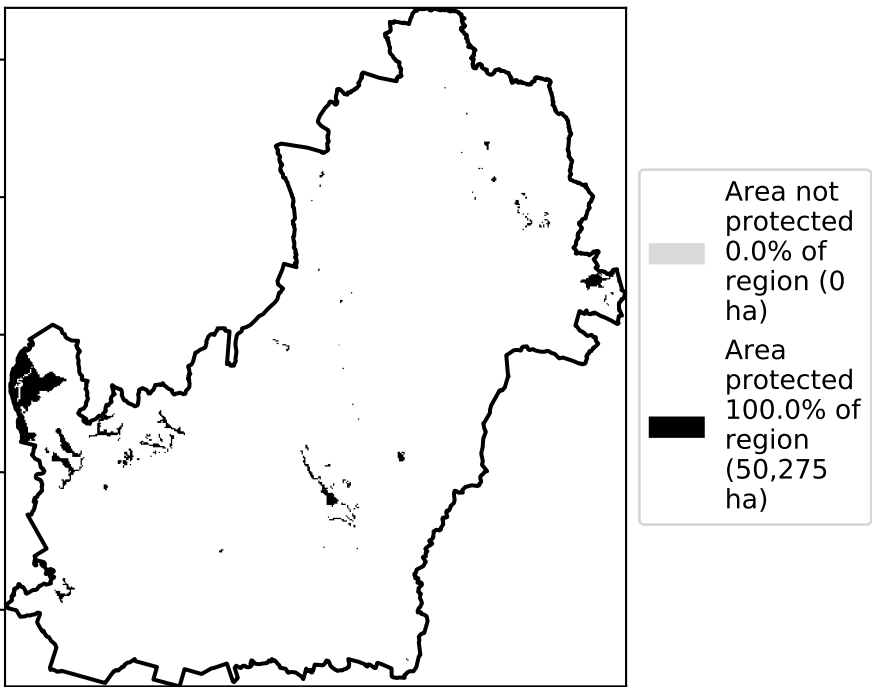 Area not
protected
0.0% of
region (0
ha)
Area
protected
100.0% of
region
(50,275
ha)